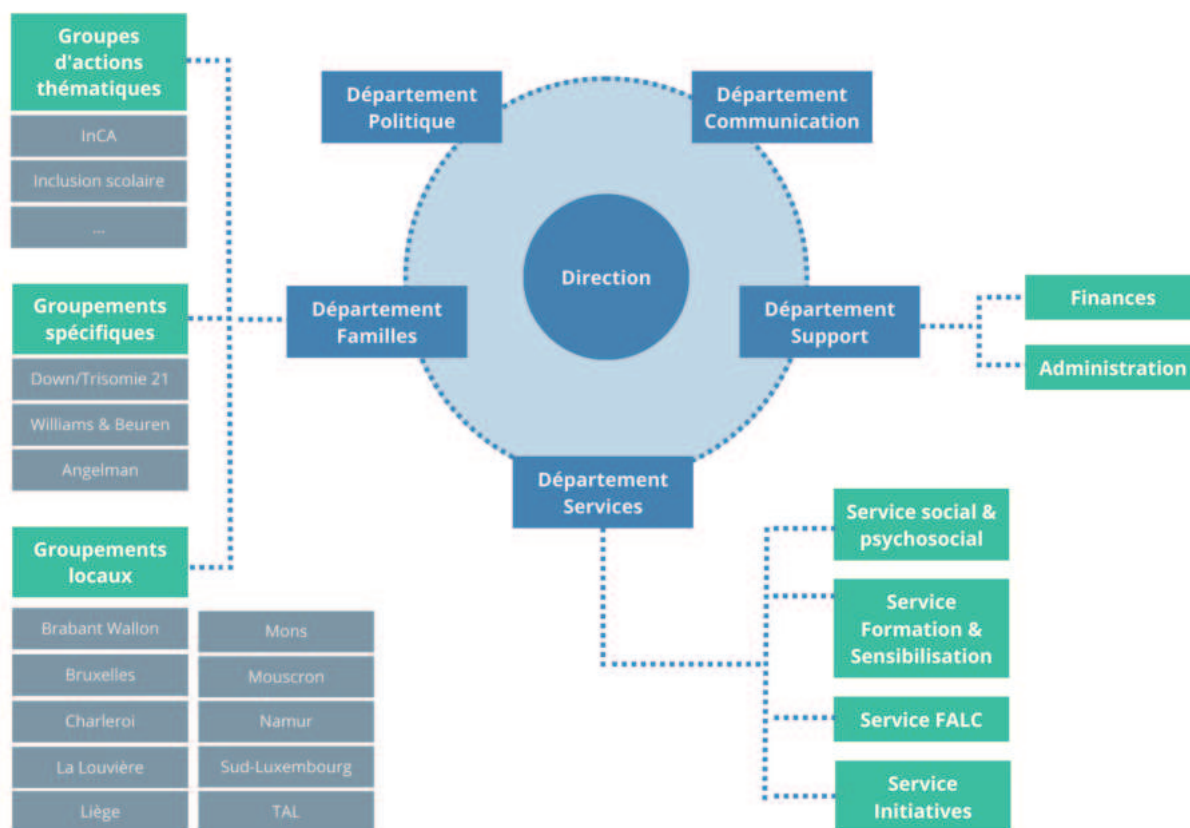 Groupes
d'actions
thématiques
InCA
Inclusion scolaire
...
Groupements
spécifiques
Down/Trisomie 21
Williams & Beuren
Angelman
Groupements
locaux
Brabant Wallon
Bruxelles
Charleroi
La Louvière
Liège
Mons
Mouscron
Namur
Sud-Luxembourg
TAL
Département
Politique
Département
Communication
Direction
Département
Familles
Département
Support
Département
Services
Finances
Administration
Service social &
psychosocial
Service
Formation &
Sensibilisation
Service FALC
Service
Initiatives